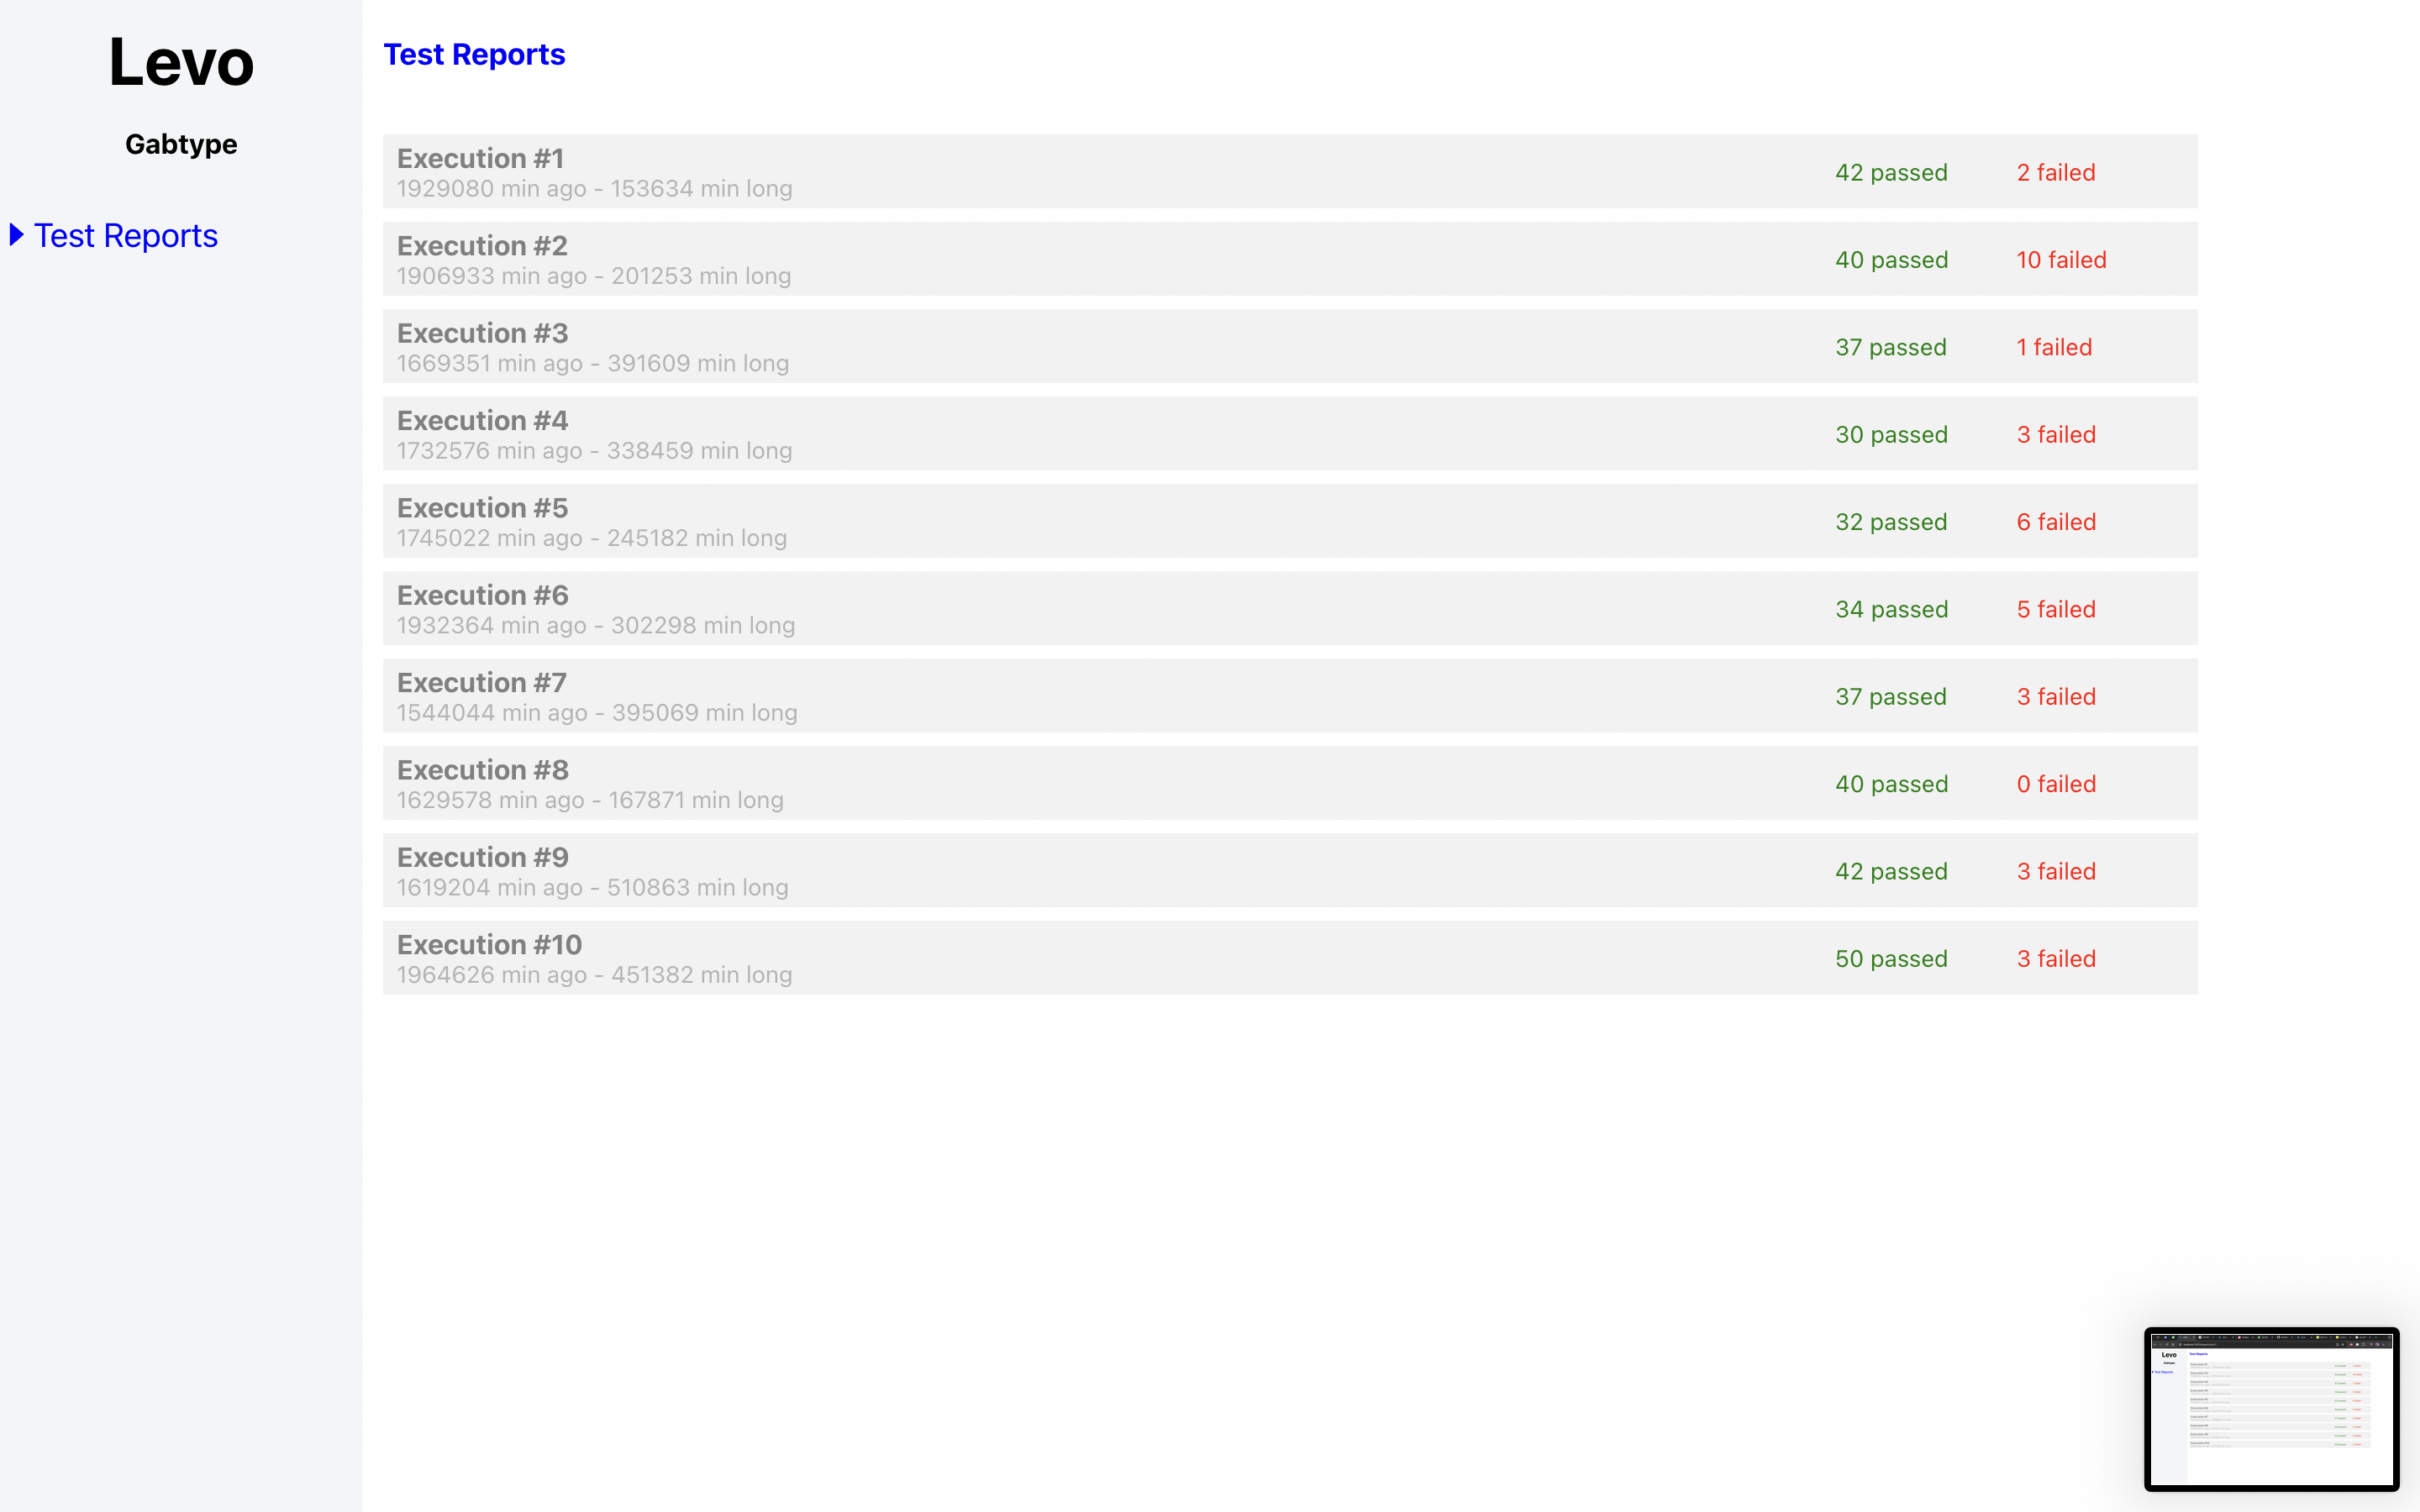 Levo
Gabtype
Test Reports
Test Reports
Execution #1
1929080 min ago - 153634 min long
42 passed
2 failed
Execution #2
1906933 min ago - 201253 min long
40 passed
10 failed
Execution #3
1669351 min ago - 391609 min long
37 passed
1 failed
Execution #4
1732576 min ago - 338459 min long
30 passed
3 failed
Execution #5
1745022 min ago - 245182 min long
32 passed
6 failed
Execution #6
1932364 min ago - 302298 min long
34 passed
5 failed
Execution #7
1544044 min ago - 395069 min long
37 passed
3 failed
Execution #8
1629578 min ago - 167871 min long
40 passed
0 failed
Execution #9
1619204 min ago - 510863 min long
42 passed
3 failed
Execution #10
1964626 min ago - 451382 min long
50 passed
3 failed
Levo
Test Reports